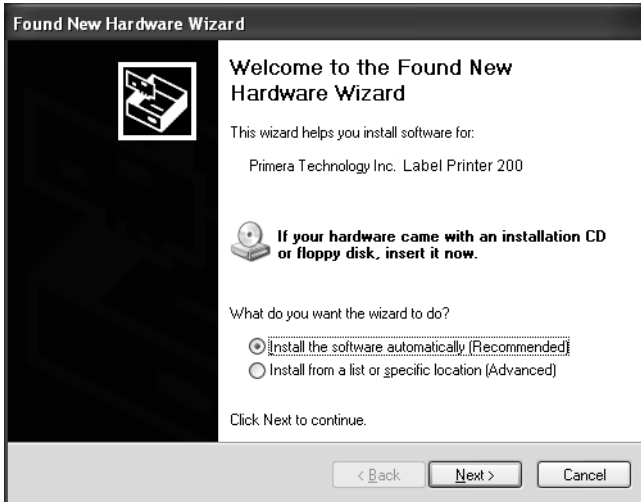 Found New Hardware Wizard
Welcome to the Found New
Hardware Wizard
This wizard helps you install software for:
Primera Technology Inc. Label Printer 200
If your hardware came with an installation CD
or floppy disk, insert it now.
What do you want the wizard to do?
Install the software automatically (Recommended)
Install from a list or specific location (Advanced)
Click Next to continue.
< Back Next > Cancel